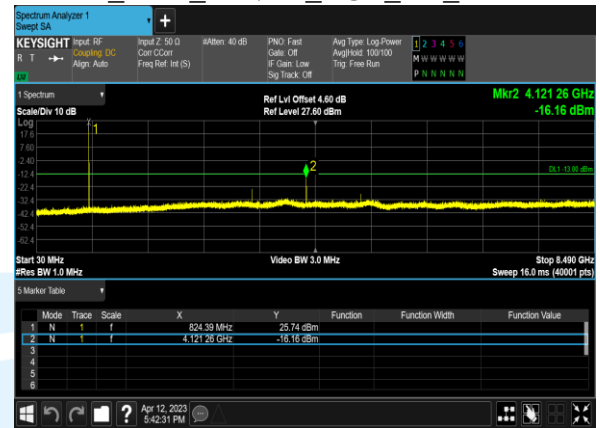 Spectrum Analyzer 1
Swept SA
+
KEYSIGHT Input: RF Input Z: 50 Ω #Atten: 40 dB PNO: Fast Avg Type: Log-Power 1 2 3 4 5 6
R T Coupling: DC Corr CCorr Gate: Off Avg|Hold: 100/100 M W W W W W
Align: Auto Freq Ref: Int (S) IF Gain: Low Trig: Free Run
Sig Track: Off P N N N N N
1 Spectrum Ref Lvl Offset 4.60 dB Mkr2 4.121 26 GHz
Scale/Div 10 dB Ref Level 27.60 dBm -16.16 dBm
Log
17.6
7.60
-2.40
-12.4
-22.4
-32.4
-42.4
-52.4
-62.4
1
2
DL1 -13.00 dBm
Start 30 MHz Video BW 3.0 MHz Stop 8.490 GHz
#Res BW 1.0 MHz Sweep 16.0 ms (40001 pts)
5 Marker Table
Mode Trace Scale X Y Function Function Width Function Value
1 N 1 f 824.39 MHz 25.74 dBm
2 N 1 f 4.121 26 GHz -16.16 dBm
3
4
5
6
? Apr 12, 2023
5:42:31 PM